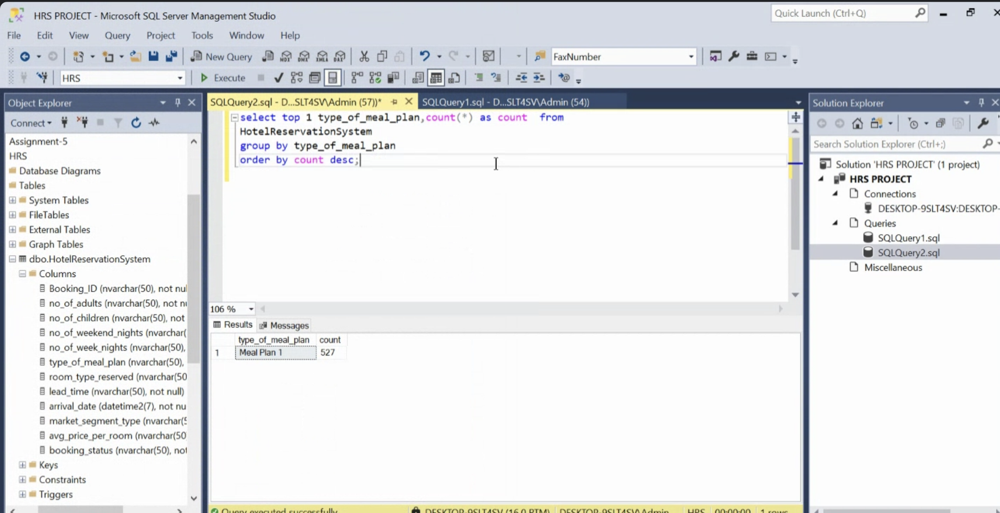 HRS PROJECT - Microsoft SQL Server Management Studio
Quick Launch (Ctrl+Q)
File Edit View Query Project Tools Window Help
New Query MDX DMX XMLA DAX FaxNumber
HRS Execute
Object Explorer
Connect
Assignment-5
HRS
Database Diagrams
Tables
System Tables
FileTables
External Tables
Graph Tables
dbo.HotelReservationSystem
Columns
Booking_ID (nvarchar(50), not nul
no_of_adults (nvarchar(50), not nu
no_of_children (nvarchar(50), not
no_of_weekend_nights (nvarchar(
no_of_week_nights (nvarchar(50),
type_of_meal_plan (nvarchar(50),
room_type_reserved (nvarchar(50
lead_time (nvarchar(50), not null)
arrival_date (datetime2(7), not nu
market_segment_type (nvarchar(5
avg_price_per_room (nvarchar(50)
booking_status (nvarchar(50), not
Keys
Constraints
Triggers
SQLQuery2.sql - D...SLT4SV\Admin (57))* SQLQuery1.sql - D...SLT4SV\Admin (54))
select top 1 type_of_meal_plan,count(*) as count from
HotelReservationSystem
group by type_of_meal_plan
order by count desc;
106 %
Results Messages
type_of_meal_plan count
1 Meal Plan 1 527
Query executed successfully
DESKTOP-9SLT4SV (16.0 RTM) DESKTOP-9SLT4SV\Admin HRS 00:00:00 1 rows
Solution Explorer
Search Solution Explorer (Ctrl+;)
Solution 'HRS PROJECT' (1 project)
HRS PROJECT
Connections
DESKTOP-9SLT4SV:DESKTOP-
Queries
SQLQuery1.sql
SQLQuery2.sql
Miscellaneous